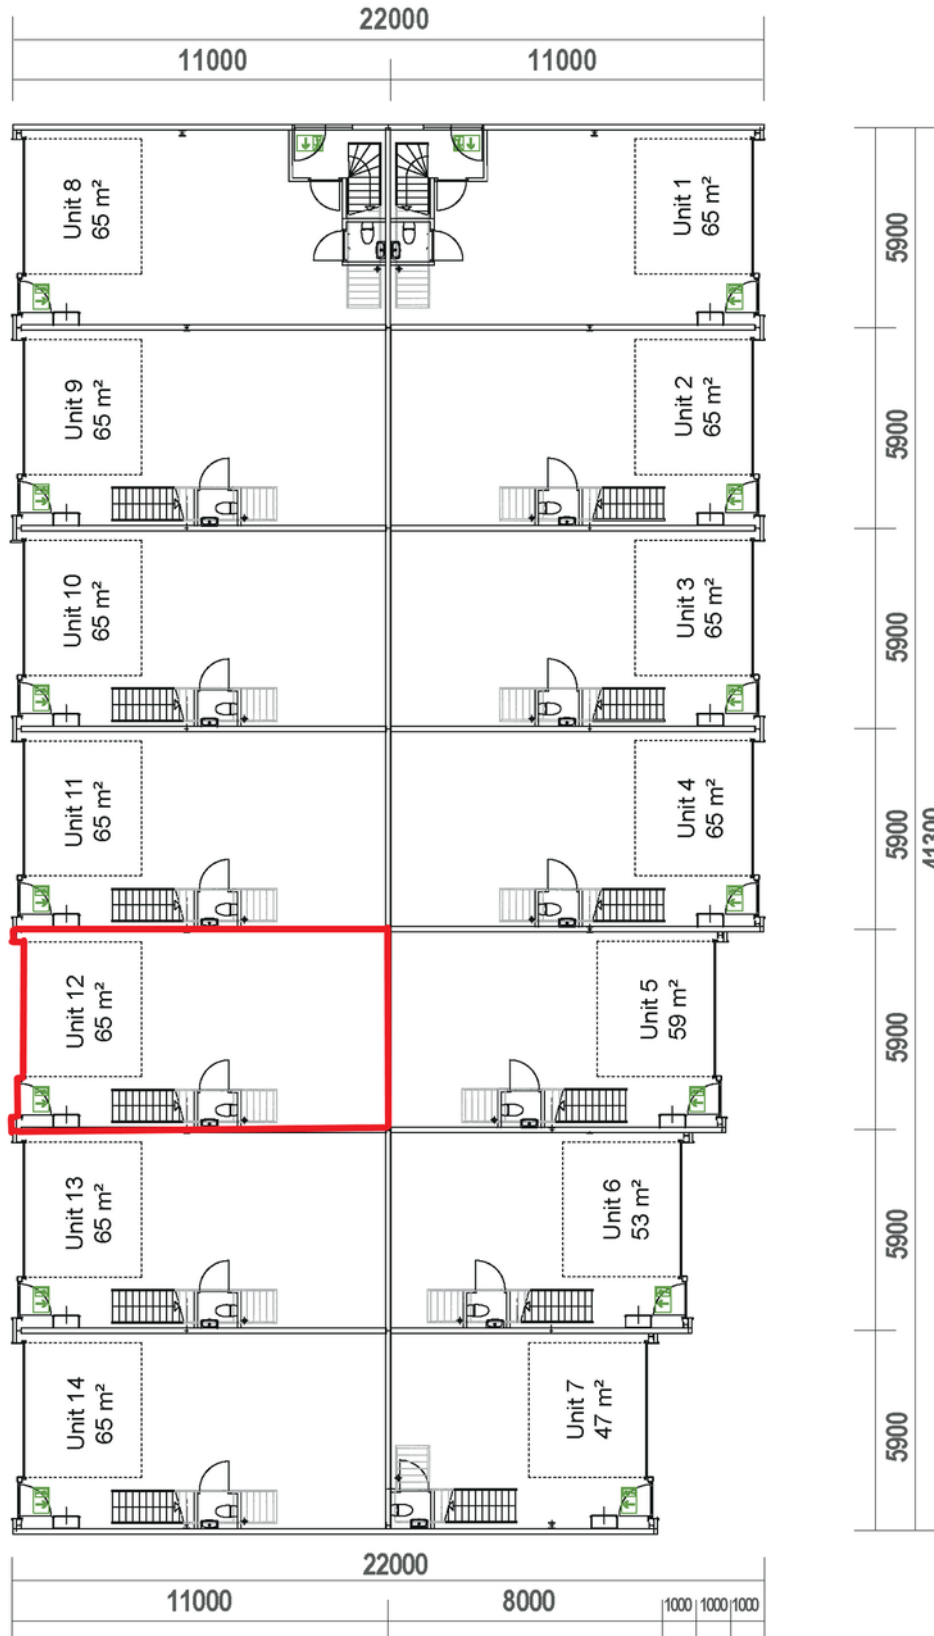 22000
11000 11000
Unit 8
65 m²
Unit 1
65 m²
5900
Unit 9
65 m²
Unit 2
65 m²
5900
Unit 10
65 m²
Unit 3
65 m²
5900
Unit 11
65 m²
Unit 4
65 m²
5900
41300
Unit 12
65 m²
Unit 5
59 m²
5900
Unit 13
65 m²
Unit 6
53 m²
5900
Unit 14
65 m²
Unit 7
47 m²
5900
22000
11000 8000 1000 1000 1000